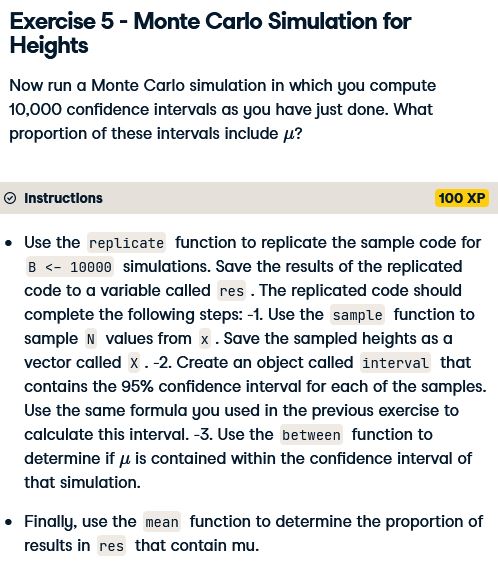 Exercise 5 - Monte Carlo Simulation for
Heights
Now run a Monte Carlo simulation in which you compute
10,000 confidence intervals as you have just done. What
proportion of these intervals include μ?
Instructions
100 XP
• Use the replicate function to replicate the sample code for
B <- 10000 simulations. Save the results of the replicated
code to a variable called res . The replicated code should
complete the following steps: -1. Use the sample function to
sample N values from x . Save the sampled heights as a
vector called X . -2. Create an object called interval that
contains the 95% confidence interval for each of the samples.
Use the same formula you used in the previous exercise to
calculate this interval. -3. Use the between function to
determine if μ is contained within the confidence interval of
that simulation.
• Finally, use the mean function to determine the proportion of
results in res that contain mu.